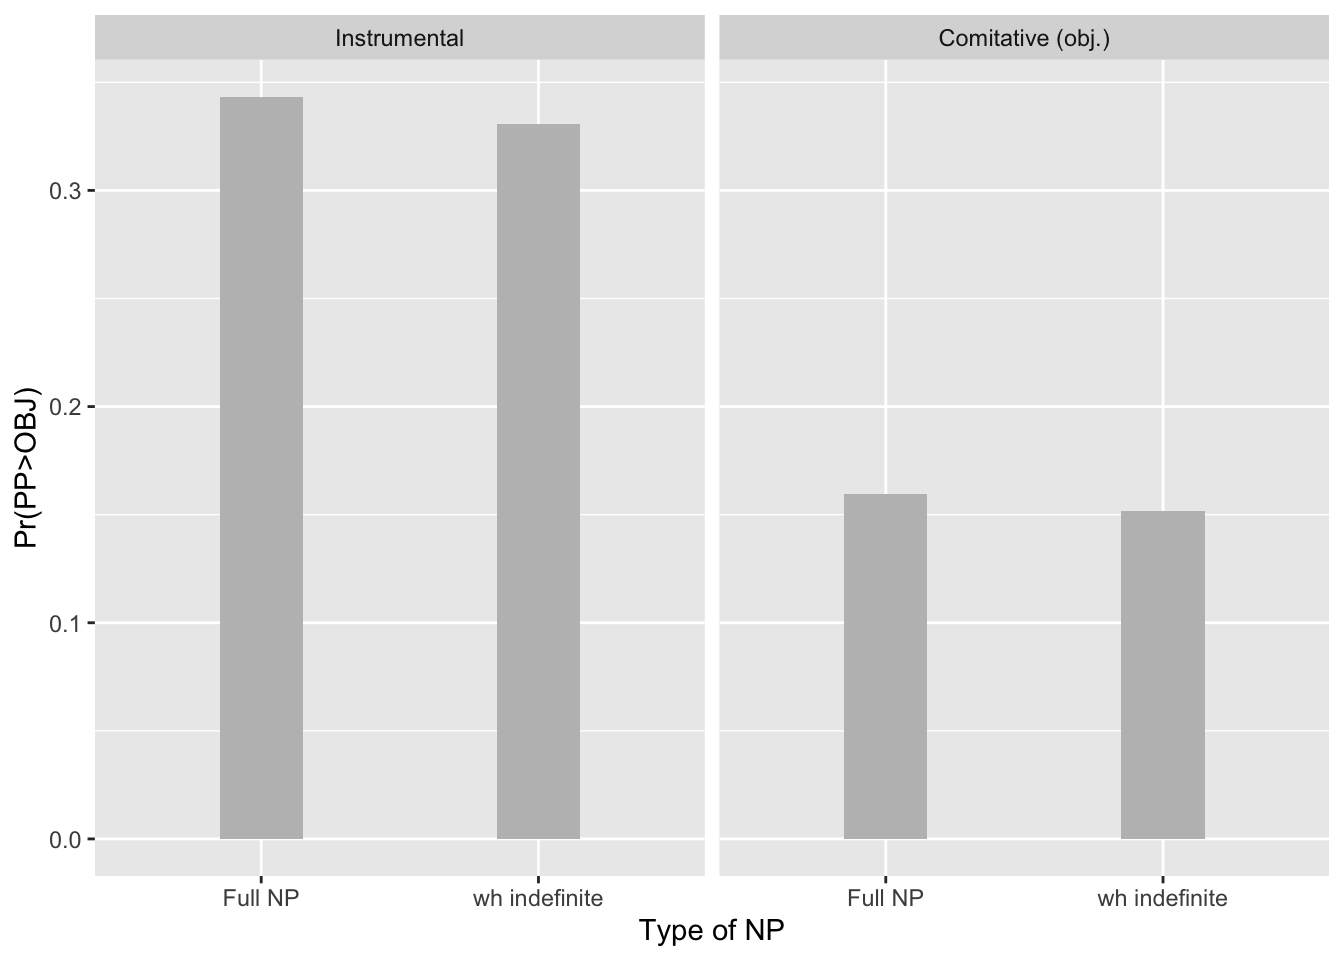 Instrumental
Comitative (obj.)
Pr(PP>OBJ)
0.3
0.2
0.1
0.0
Full NP
wh indefinite
Full NP
wh indefinite
Type of NP